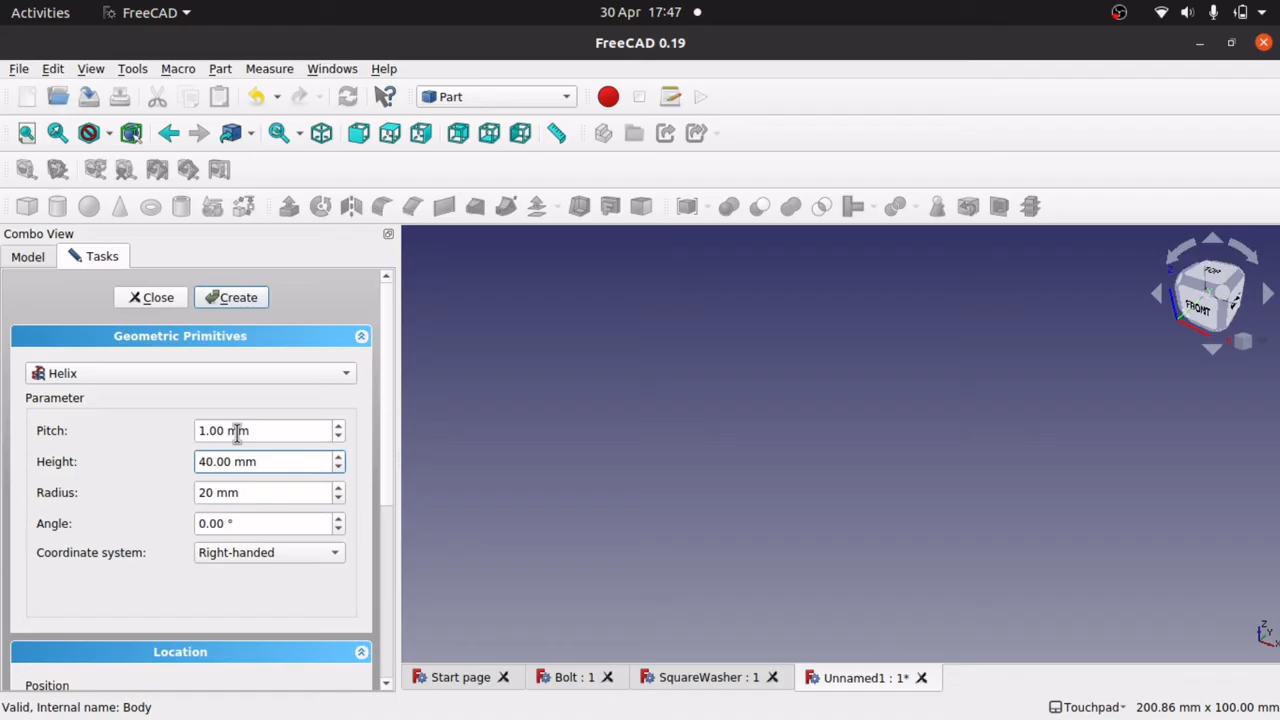 Activities FreeCAD 30 Apr 17:47
FreeCAD 0.19
File Edit View Tools Macro Part Measure Windows Help
Part
Combo View
Model Tasks
Close Create
Geometric Primitives
Helix
Parameter
Pitch: 1.00 mm
Height: 40.00 mm
Radius: 20 mm
Angle: 0.00 °
Coordinate system: Right-handed
Location
Position
TOP
FRONT
Z
X
Z
Y
X
Start page Bolt : 1 SquareWasher : 1 Unnamed1 : 1*
Valid, Internal name: Body Touchpad 200.86 mm x 100.00 mm